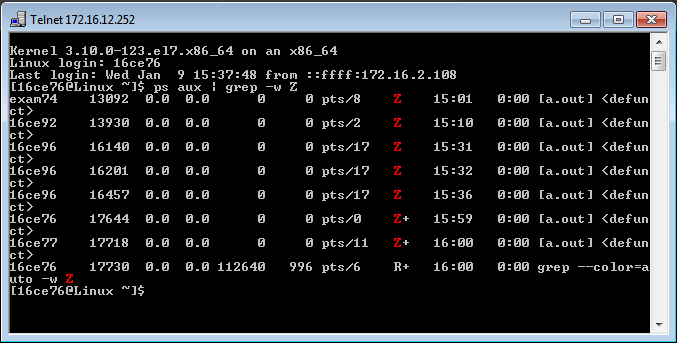 Telnet 172.16.12.252
Kernel 3.10.0-123.el7.x86_64 on an x86_64
Linux login: 16ce76
Last login: Wed Jan  9 15:37:48 from ::ffff:172.16.2.108
[16ce76@Linux ~]$ ps aux | grep -w Z
exam74   13092  0.0  0.0      0     0 pts/8    Z    15:01   0:00 [a.out] <defun
ct>
16ce92   13930  0.0  0.0      0     0 pts/2    Z    15:10   0:00 [a.out] <defun
ct>
16ce96   16140  0.0  0.0      0     0 pts/17   Z    15:31   0:00 [a.out] <defun
ct>
16ce96   16201  0.0  0.0      0     0 pts/17   Z    15:32   0:00 [a.out] <defun
ct>
16ce96   16457  0.0  0.0      0     0 pts/17   Z    15:36   0:00 [a.out] <defun
ct>
16ce76   17644  0.0  0.0      0     0 pts/0    Z+   15:59   0:00 [a.out] <defun
ct>
16ce77   17718  0.0  0.0      0     0 pts/11   Z+   16:00   0:00 [a.out] <defun
ct>
16ce76   17730  0.0  0.0 112640   996 pts/6    R+   16:00   0:00 grep --color=a
uto -w Z
[16ce76@Linux ~]$